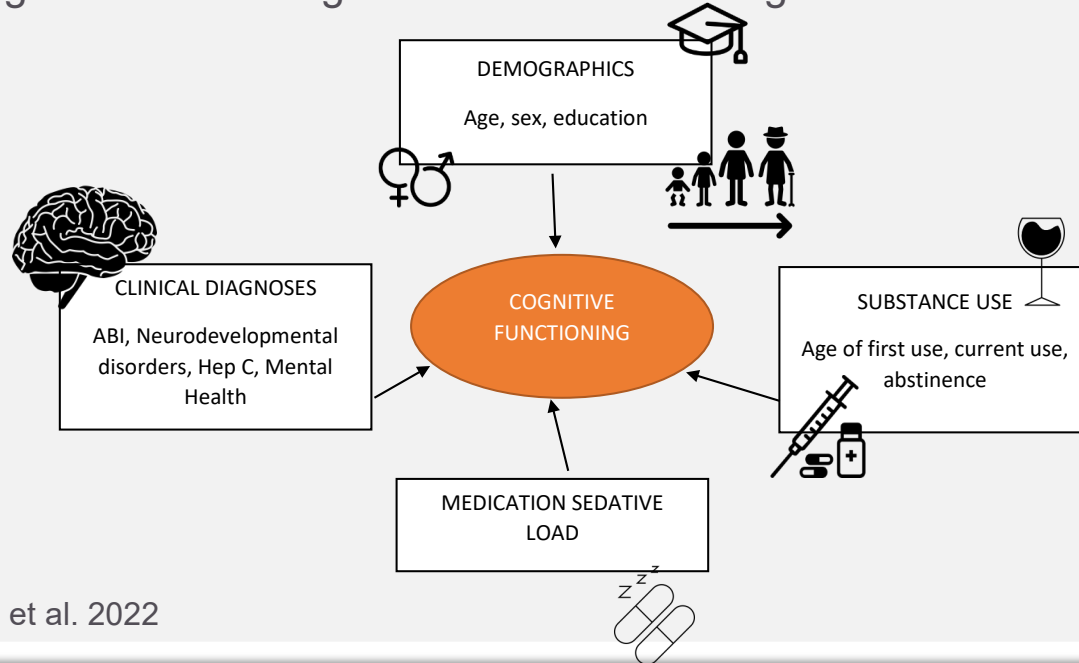 DEMOGRAPHICS
Age, sex, education
CLINICAL DIAGNOSES
ABI, Neurodevelopmental
disorders, Hep C, Mental
Health
COGNITIVE
FUNCTIONING
SUBSTANCE USE
Age of first use, current use,
abstinence
MEDICATION SEDATIVE
LOAD
z z z
et al. 2022